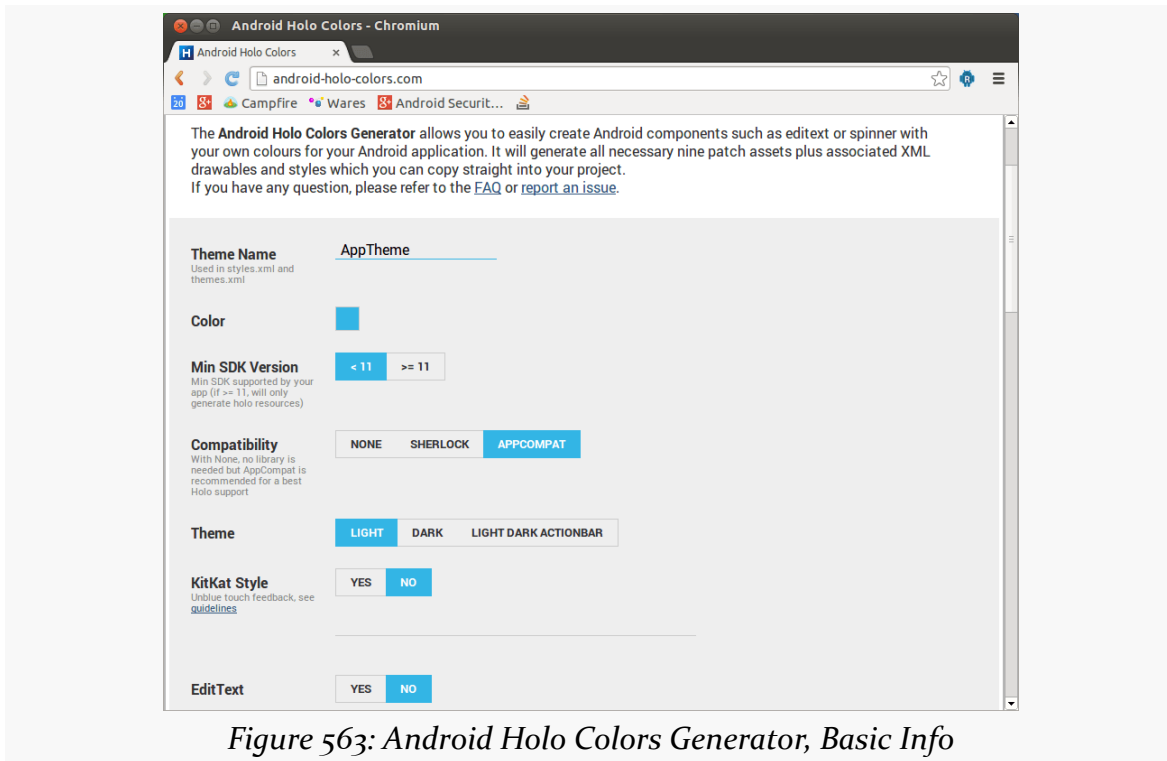 Android Holo Colors - Chromium
Android Holo Colors
android-holo-colors.com
20 8+ Campfire Wares 8+ Android Securit...
The Android Holo Colors Generator allows you to easily create Android components such as editext or spinner with
your own colours for your Android application. It will generate all necessary nine patch assets plus associated XML
drawables and styles which you can copy straight into your project.
If you have any question, please refer to the FAQ or report an issue.
Theme Name AppTheme
Used in styles.xml and
themes.xml
Color
Min SDK Version < 11 >= 11
Min SDK supported by your
app (if >= 11, will only
generate holo resources)
Compatibility NONE SHERLOCK APPCOMPAT
With None, no library is
needed but AppCompat is
recommended for a best
Holo support
Theme LIGHT DARK LIGHT DARK ACTIONBAR
KitKat Style YES NO
Unblue touch feedback, see
guidelines
EditText YES NO
Figure 563: Android Holo Colors Generator, Basic Info